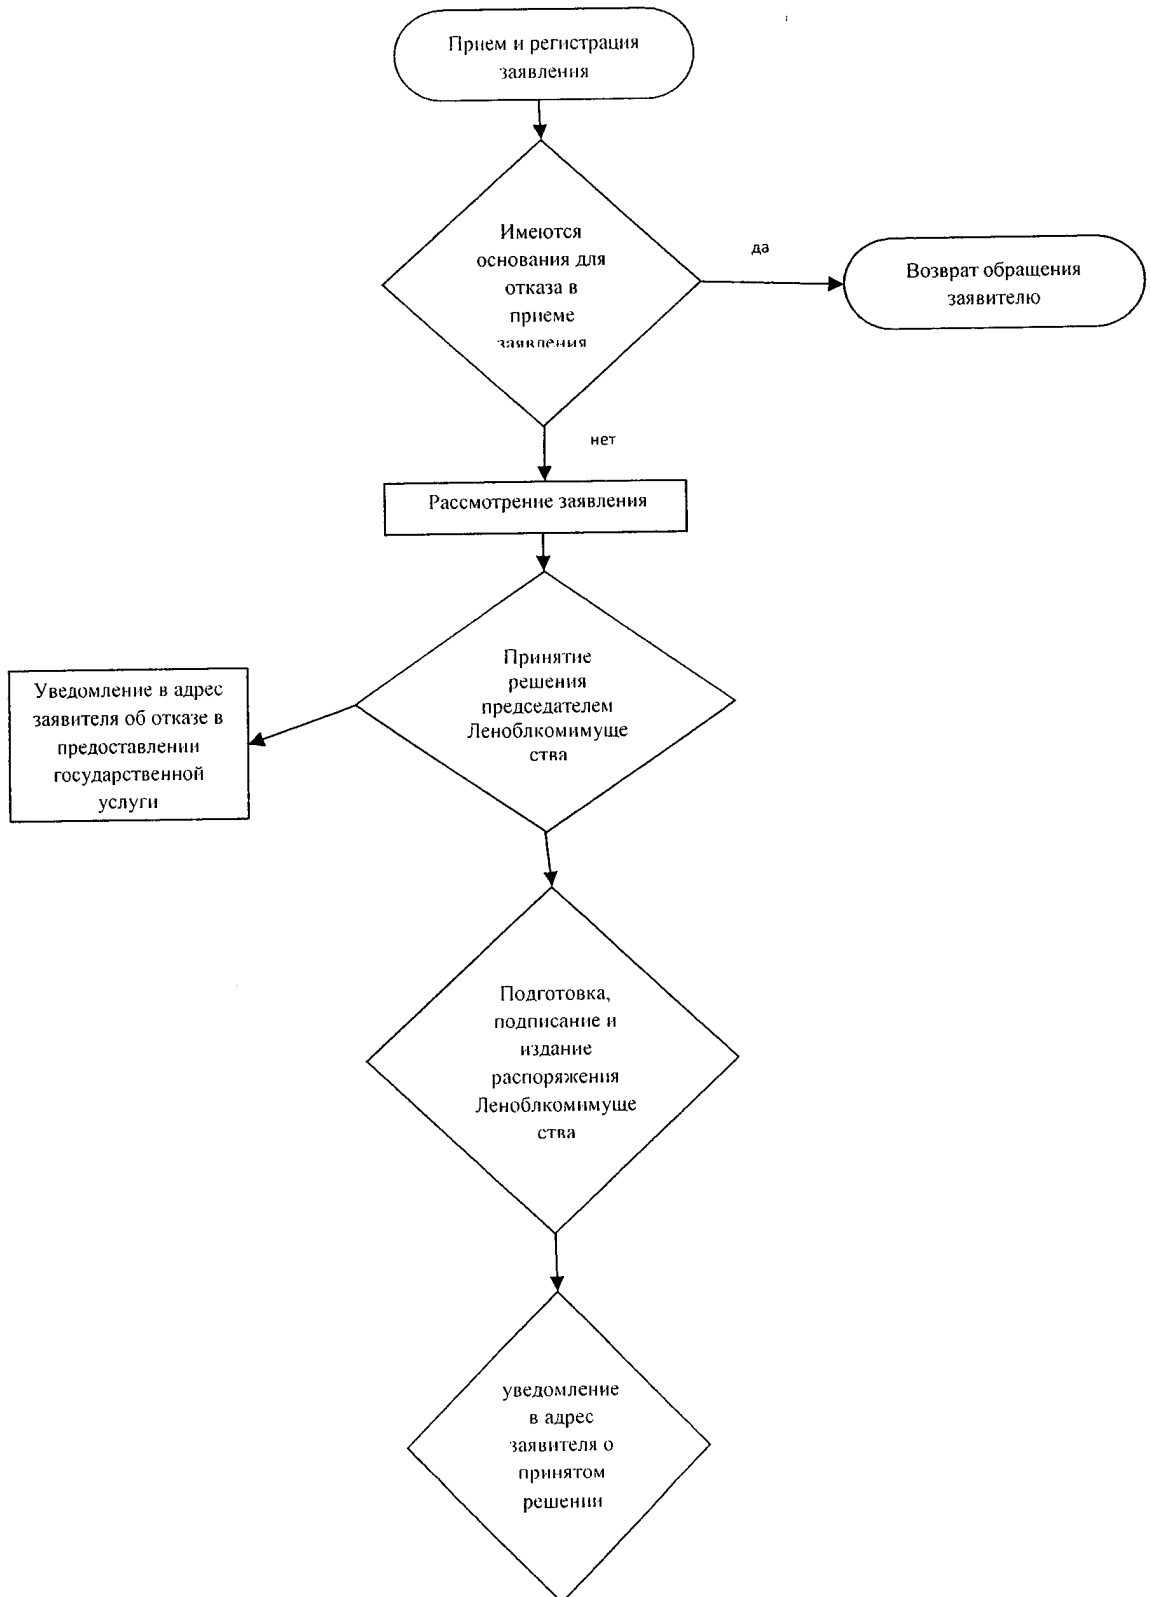 Прием и регистрация
заявления
Имеются
основания для
отказа в
приеме
заявления
да
Возврат обращения
заявителю
нет
Рассмотрение заявления
Принятие
решения
председателем
Леноблкомимуще
ства
Уведомление в адрес
заявителя об отказе в
предоставлении
государственной
услуги
Подготовка,
подписание и
издание
распоряжения
Леноблкомимуще
ства
уведомление
в адрес
заявителя о
принятом
решении